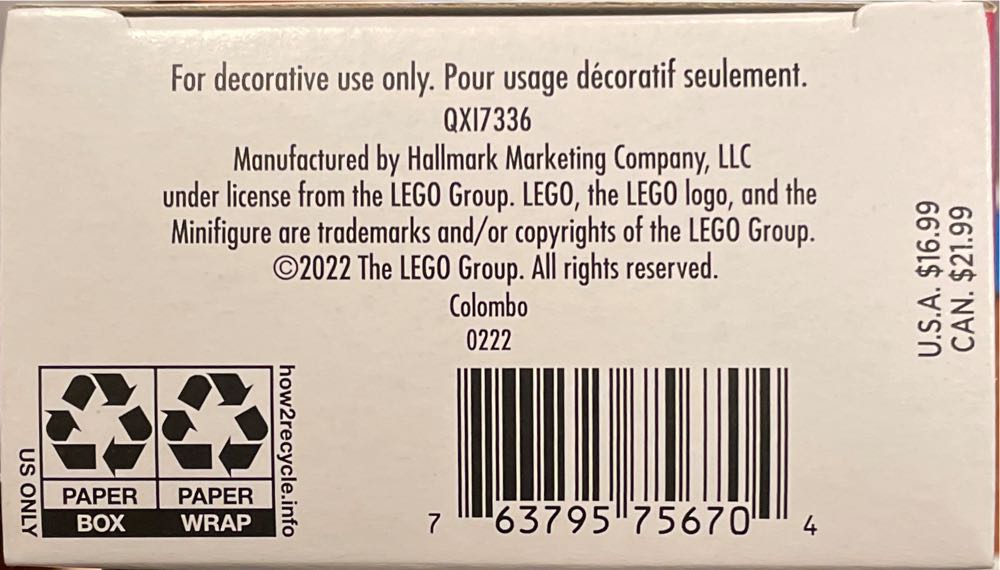 For decorative use only. Pour usage décoratif seulement.
QXI7336
Manufactured by Hallmark Marketing Company, LLC
under license from the LEGO Group. LEGO, the LEGO logo, and the
Minifigure are trademarks and/or copyrights of the LEGO Group.
©2022 The LEGO Group. All rights reserved.
Colombo
0222
U.S.A. $16.99
CAN. $21.99
US ONLY
PAPER
BOX
PAPER
WRAP
how2recycle.info
7 63795 75670 4